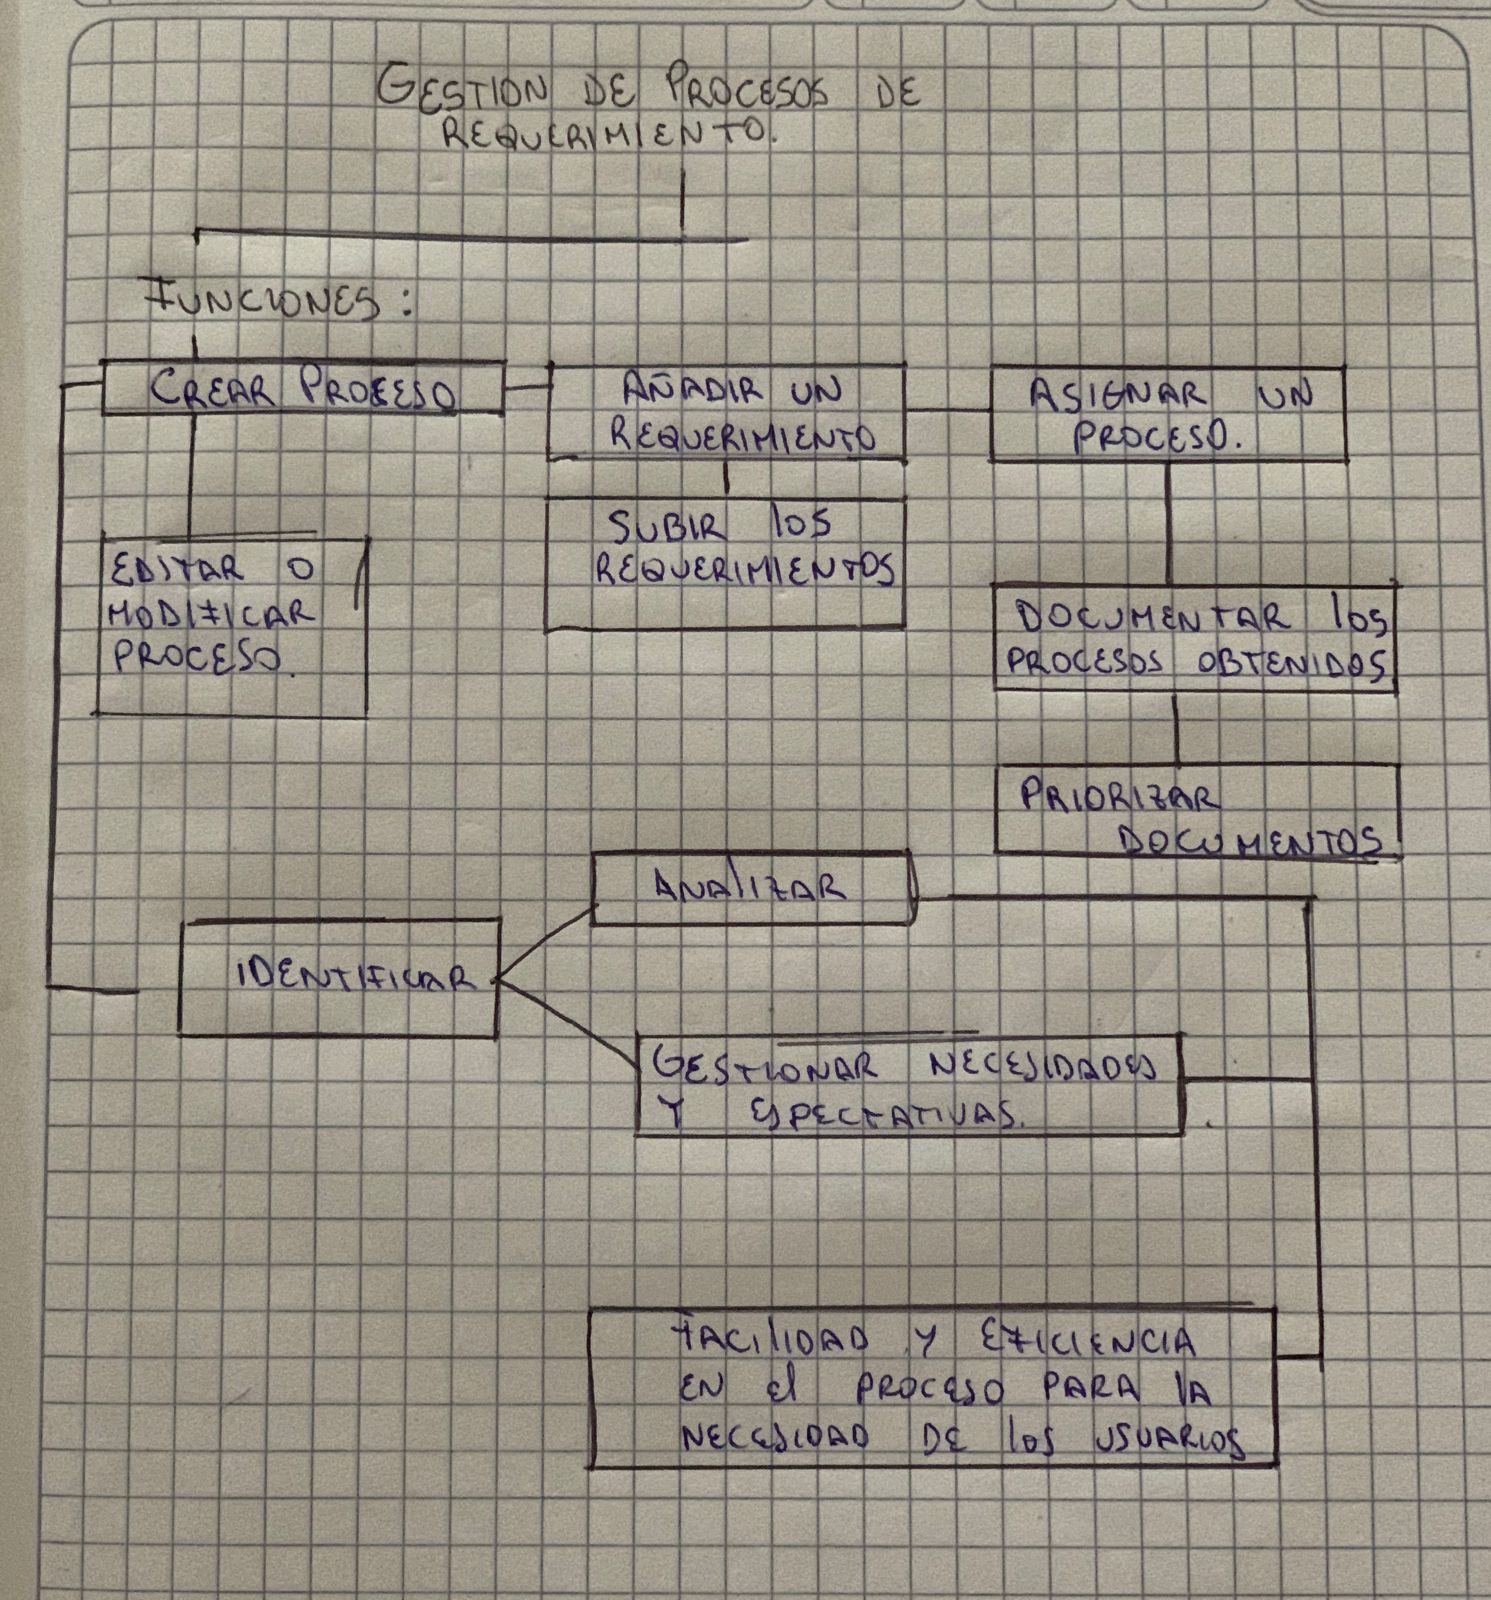 GESTION DE PROCESOS DE
REQUERIMIENTO.
FUNCIONES:
CREAR PROCESO
AÑADIR UN
REQUERIMIENTO
ASIGNAR UN
PROCESO.
SUBIR LOS
REQUERIMIENTOS
EDITAR O
MODIFICAR
PROCESO.
DOCUMENTAR LOS
PROCESOS OBTENIDOS
PRIORIZAR
DOCUMENTOS
ANALIZAR
IDENTIFICAR
GESTIONAR NECESIDADES
Y ESPECTATIVAS.
FACILIDAD Y EFICIENCIA
EN El PROCESO PARA lA
NECESIDAD DE los USUARIOS